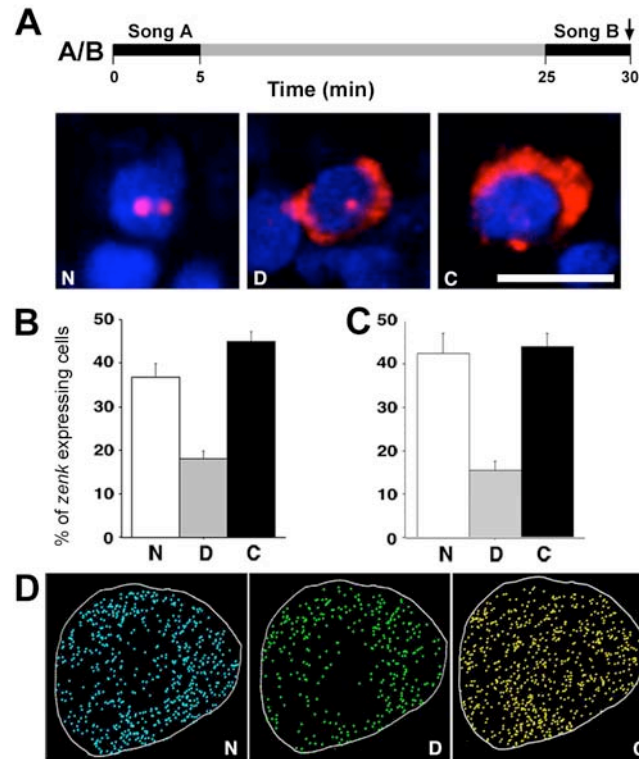 A
Song A Song B
A/B
0 5 25 30
Time (min)
N D C
B C
% of zenk expressing cells
50 50
40 40
30 30
20 20
10 10
0 0
N D C N D C
D
N D